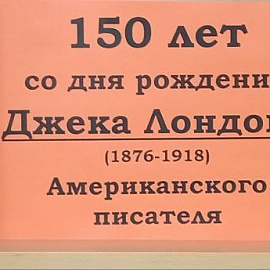 150 лет
со дня рождени
Джека Лондо
(1876-1918)
Американского
писателя